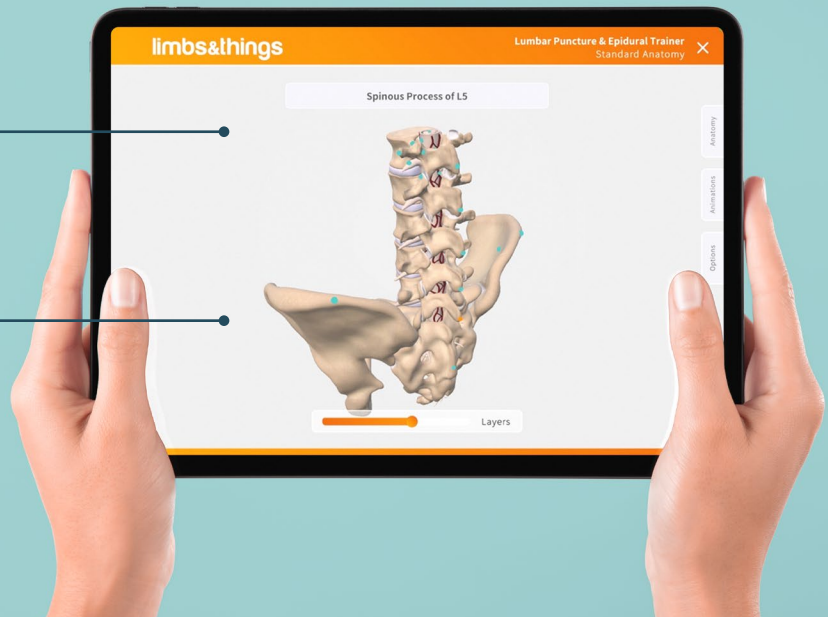 limbs&things
Lumbar Puncture & Epidural Trainer
Standard Anatomy
Spinous Process of L5
Anatomy
Animations
Options
Layers